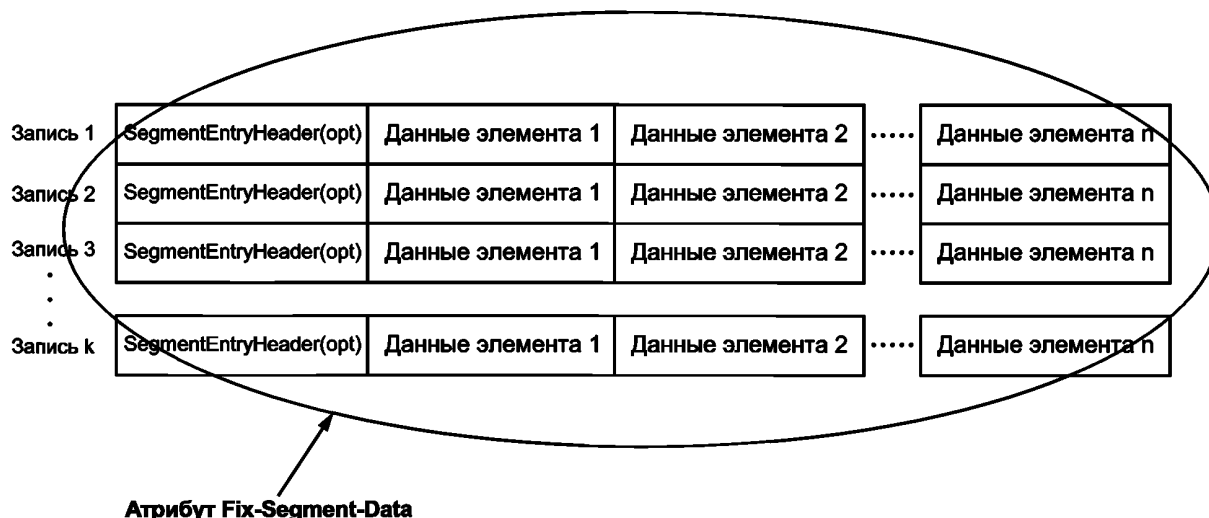 Запись 1 SegmentEntryHeader(opt) Данные элемента 1 Данные элемента 2 ..... Данные элемента n
Запись 2 SegmentEntryHeader(opt) Данные элемента 1 Данные элемента 2 ..... Данные элемента n
Запись 3 SegmentEntryHeader(opt) Данные элемента 1 Данные элемента 2 ..... Данные элемента n
Запись k SegmentEntryHeader(opt) Данные элемента 1 Данные элемента 2 ..... Данные элемента n
Атрибут Fix-Segment-Data